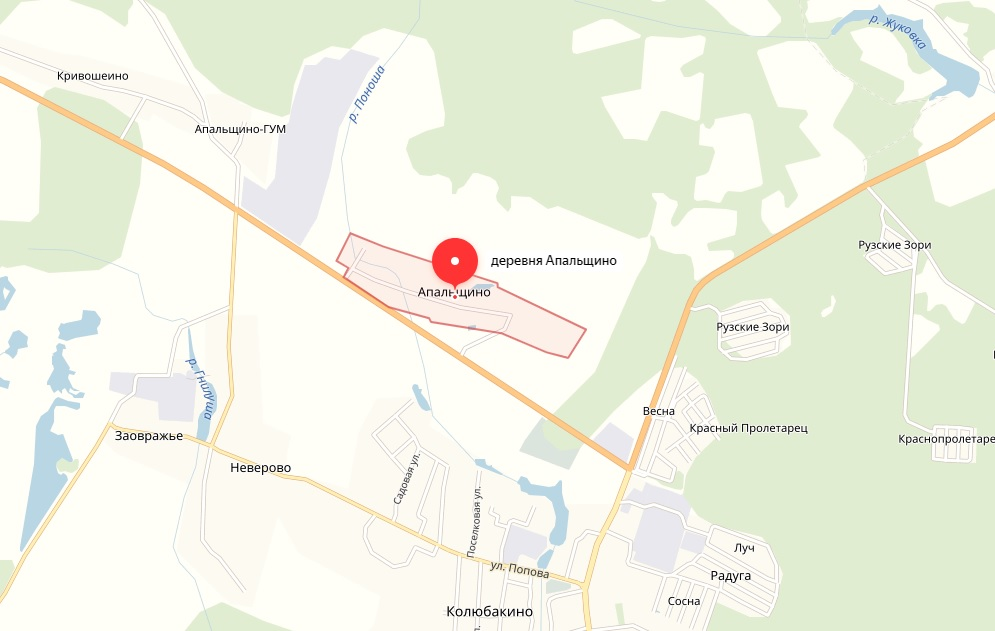 р. Жуковка
Кривошеино
р. Поноша
Апальщино-ГУМ
Рузские Зори
деревня Апальщино
Апальщино
Рузские Зори
р. Гнилуша
Весна
Красный Пролетарец
Заовражье
Краснопролетаре
Неверово
Садовая ул.
Поселковая ул.
Луч
ул. Попова
Радуга
Сосна
Колюбакино